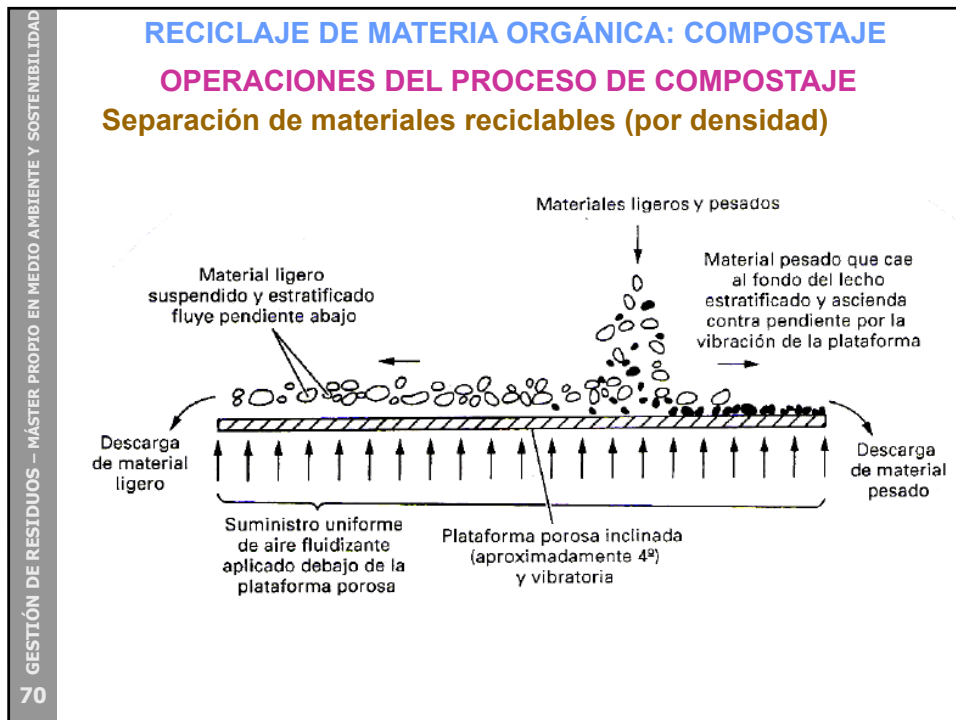 RECICLAJE DE MATERIA ORGÁNICA: COMPOSTAJE
OPERACIONES DEL PROCESO DE COMPOSTAJE
Separación de materiales reciclables (por densidad)
Materiales ligeros y pesados
Material ligero
suspendido y estratificado
fluye pendiente abajo
Material pesado que cae
al fondo del lecho
estratificado y ascienda
contra pendiente por la
vibración de la plataforma
Descarga
de material
ligero
Descarga
de material
pesado
Suministro uniforme
de aire fluidizante
aplicado debajo de la
plataforma porosa
Plataforma porosa inclinada
(aproximadamente 4º)
y vibratoria
GESTIÓN DE RESIDUOS – MÁSTER PROPIO EN MEDIO AMBIENTE Y SOSTENIBILIDAD
70